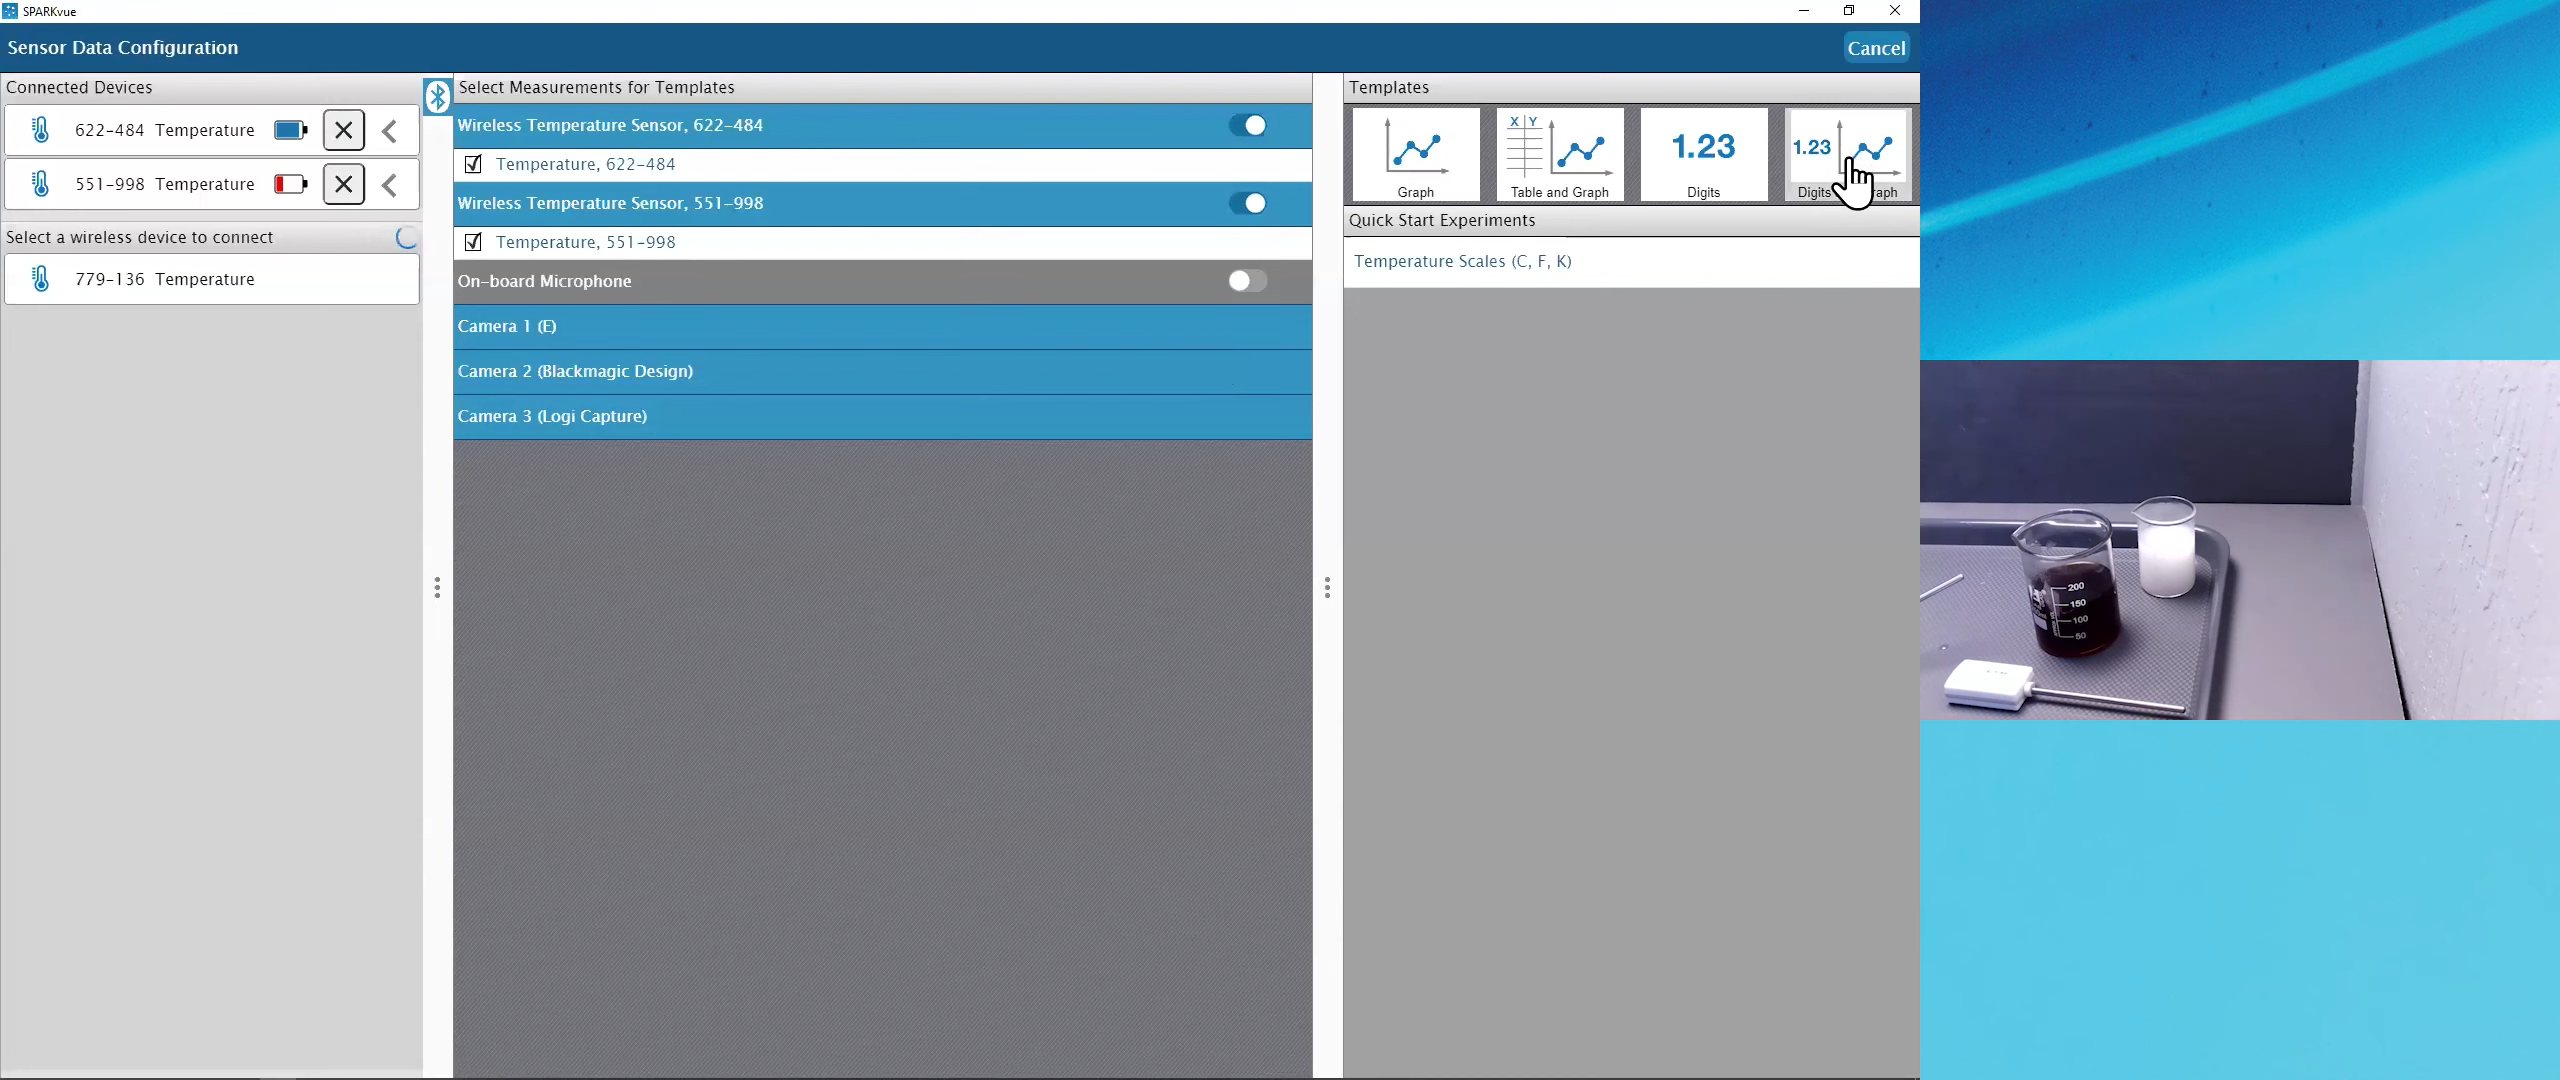 SPARKvue
Sensor Data Configuration
Cancel
Connected Devices
622-484 Temperature
551-998 Temperature
Select a wireless device to connect
779-136 Temperature
Select Measurements for Templates
Wireless Temperature Sensor, 622-484
Temperature, 622-484
Wireless Temperature Sensor, 551-998
Temperature, 551-998
On-board Microphone
Camera 1 (E)
Camera 2 (Blackmagic Design)
Camera 3 (Logi Capture)
Templates
Graph
X Y
Table and Graph
1.23
Digits
1.23
Digits
Quick Start Experiments
Temperature Scales (C, F, K)
200
150
100
50